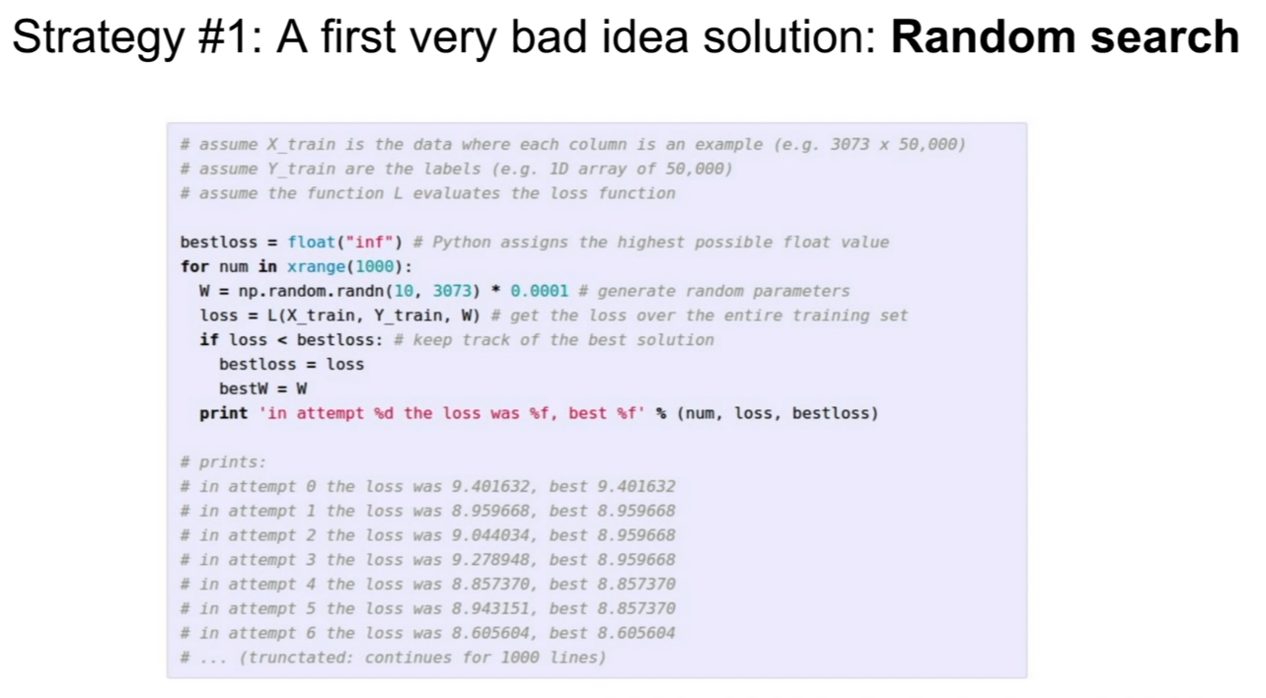 Strategy #1: A first very bad idea solution: Random search
# assume X_train is the data where each column is an example (e.g. 3073 x 50,000)
# assume Y_train are the labels (e.g. 1D array of 50,000)
# assume the function L evaluates the loss function
bestloss = float("inf") # Python assigns the highest possible float value
for num in xrange(1000):
  W = np.random.randn(10, 3073) * 0.0001 # generate random parameters
  loss = L(X_train, Y_train, W) # get the loss over the entire training set
  if loss < bestloss: # keep track of the best solution
    bestloss = loss
    bestW = W
  print 'in attempt %d the loss was %f, best %f' % (num, loss, bestloss)
# prints:
# in attempt 0 the loss was 9.401632, best 9.401632
# in attempt 1 the loss was 8.959668, best 8.959668
# in attempt 2 the loss was 9.044034, best 8.959668
# in attempt 3 the loss was 9.278948, best 8.959668
# in attempt 4 the loss was 8.857370, best 8.857370
# in attempt 5 the loss was 8.943151, best 8.857370
# in attempt 6 the loss was 8.605604, best 8.605604
# ... (trunctated: continues for 1000 lines)